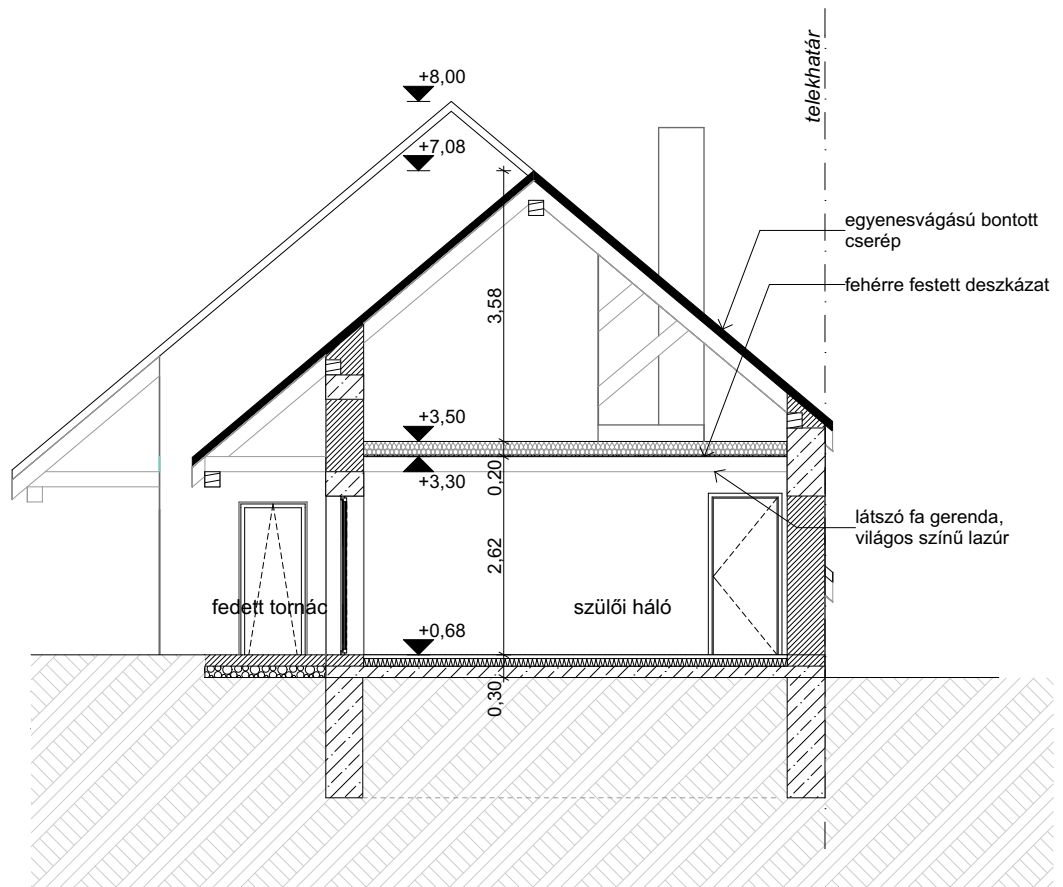 telekhatár
+8,00
+7,08
egyenesvágású bontott
cserép
fehérre festett deszkázat
3,58
+3,50
0,20
+3,30
látszó fa gerenda,
világos színű lazúr
2,62
fedett tornác
szülői háló
+0,68
0,30